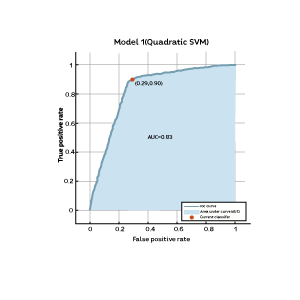 Model 1(Quadratic SVM)
1
(0.29,0.90)
0.8
0.6
AUC=0.83
0.4
0.2
0
0 0.2 0.4 0.6 0.8 1
True positive rate
False positive rate
Area under curve(AUC)
Current classifier